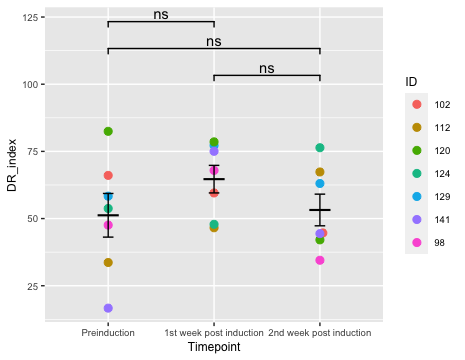 125
100
75
50
25
DR_index
ns
ns
ns
Preinduction
1st week post induction
2nd week post induction
Timepoint
ID
102
112
120
124
129
141
98